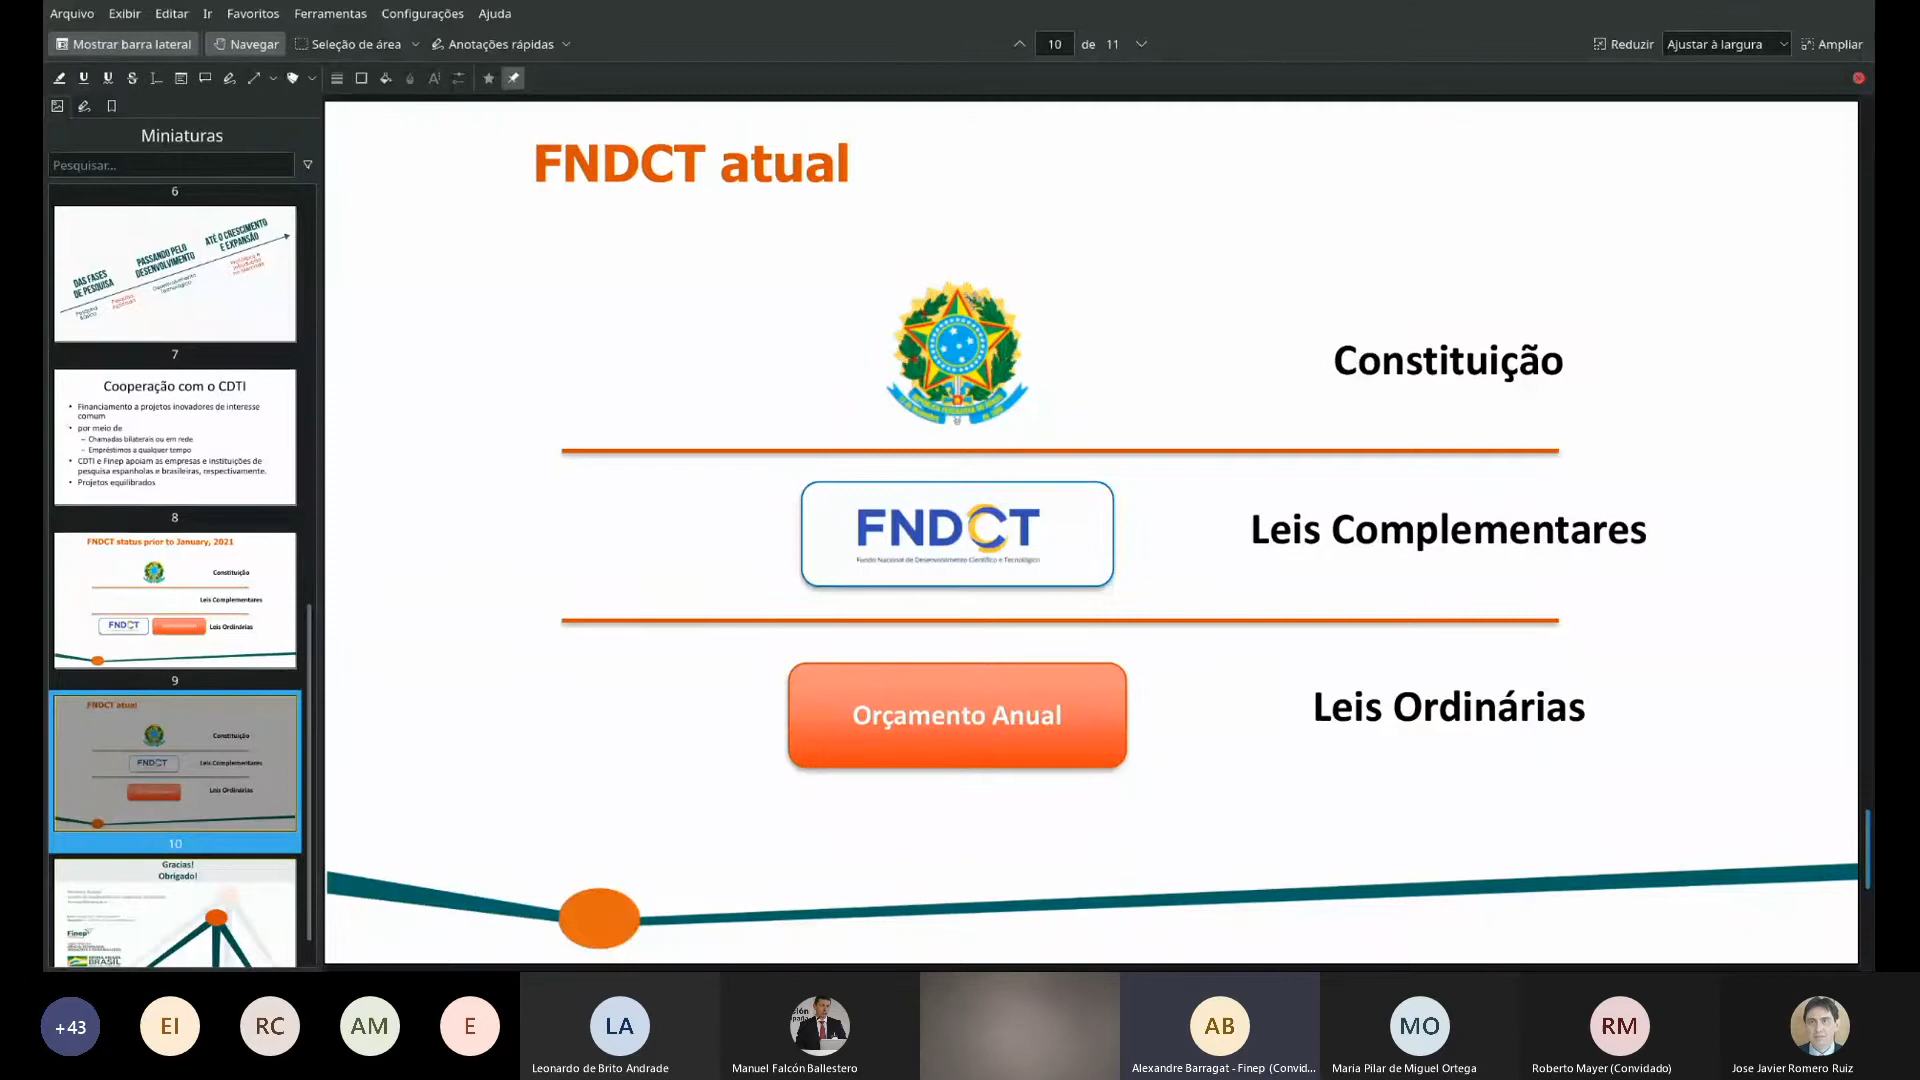 Arquivo Exibir Editar Ir Favoritos Ferramentas Configurações Ajuda
Mostrar barra lateral Navegar Seleção de área Anotações rápidas 10 de 11 Reduzir Ajustar à largura Ampliar
Miniaturas
Pesquisar...
6
DAS FASES DE PESQUISA
PASSANDO PELO DESENVOLVIMENTO
ATÉ O CRESCIMENTO E EXPANSÃO
7
Cooperação com o CDTI
• Financiamento a projetos inovadores de interesse
comum
• por meio de
– Chamadas bilaterais ou em rede
– Empréstimos a qualquer tempo
• CDTI e Finep apoiam as empresas e instituições de
pesquisa espanholas e brasileiras, respectivamente.
• Projetos equilibrados
8
FNDCT status prior to January, 2021
Constituição
Leis Complementares
FNDCT Leis Ordinárias
9
FNDCT atual
Constituição
FNDCT Leis Complementares
Leis Ordinárias
10
Gracias!
Obrigado!
Finep
BRASIL
FNDCT atual
Constituição
FNDCT
Fundo Nacional de Desenvolvimento Científico e Tecnológico
Leis Complementares
Orçamento Anual
Leis Ordinárias
+43 EI RC AM E LA AB MO RM
Leonardo de Brito Andrade Manuel Falcón Ballestero Alexandre Barragat - Finep (Convid... Maria Pilar de Miguel Ortega Roberto Mayer (Convidado) Jose Javier Romero Ruiz